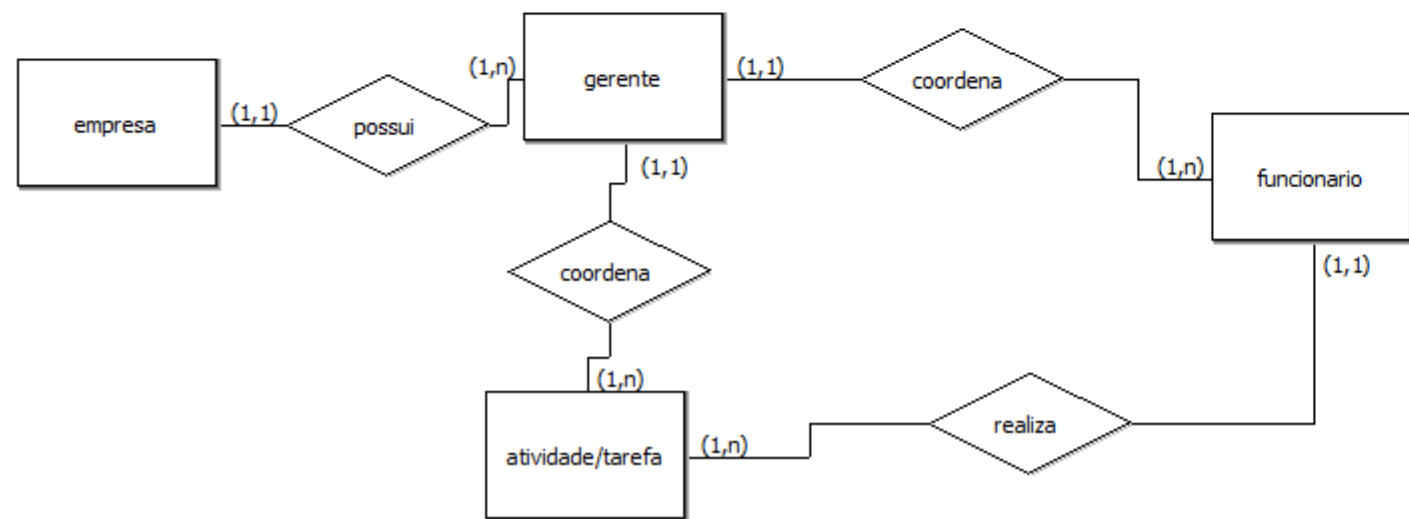 empresa
(1,1)
possui
(1,n)
gerente
(1,1)
coordena
(1,n)
funcionario
(1,1)
coordena
(1,n)
atividade/tarefa
(1,n)
realiza
(1,1)